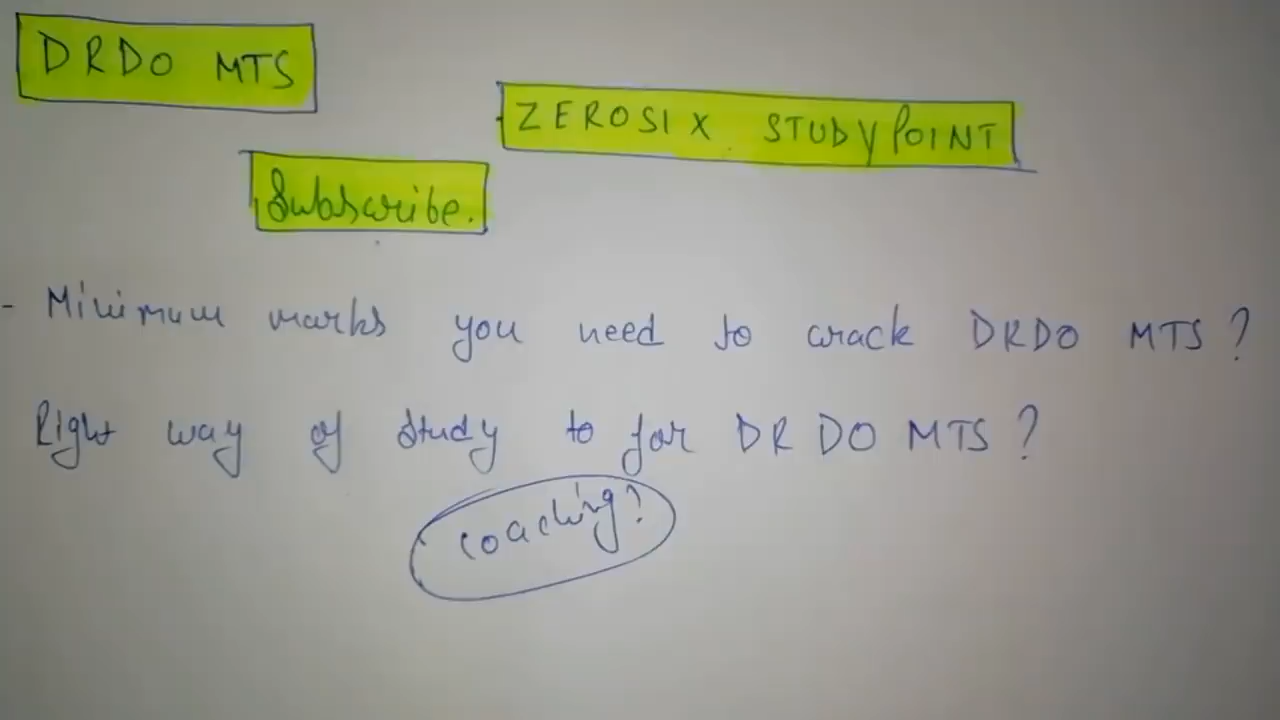 DRDO MTS
ZEROSIX STUDY POINT
Subscribe.
- Minimum marks you need to crack DRDO MTS?
Right way of study to for DRDO MTS?
coaching?